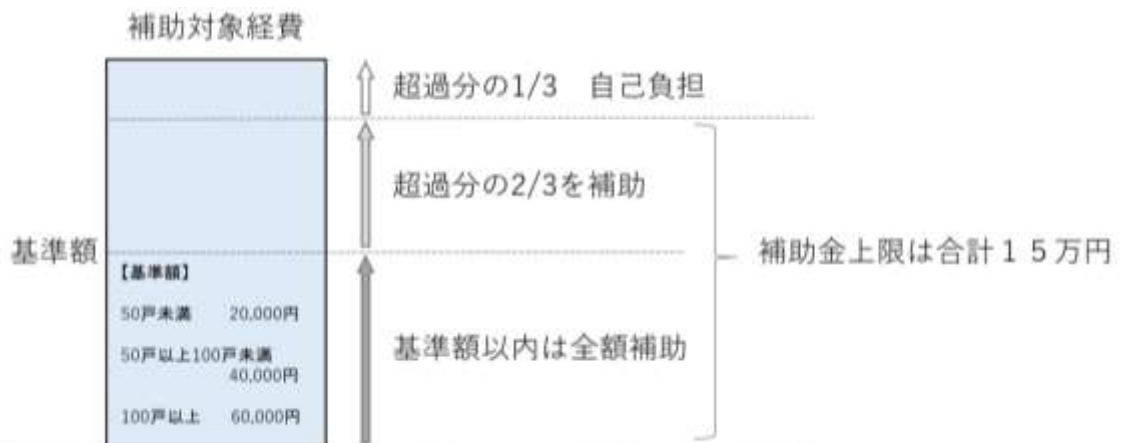 補助対象経費
超過分の1/3　自己負担
超過分の2/3を補助
基準額
補助金上限は合計１５万円
【基準額】
50戸未満　20,000円
50戸以上100戸未満
40,000円
100戸以上　60,000円
基準額以内は全額補助